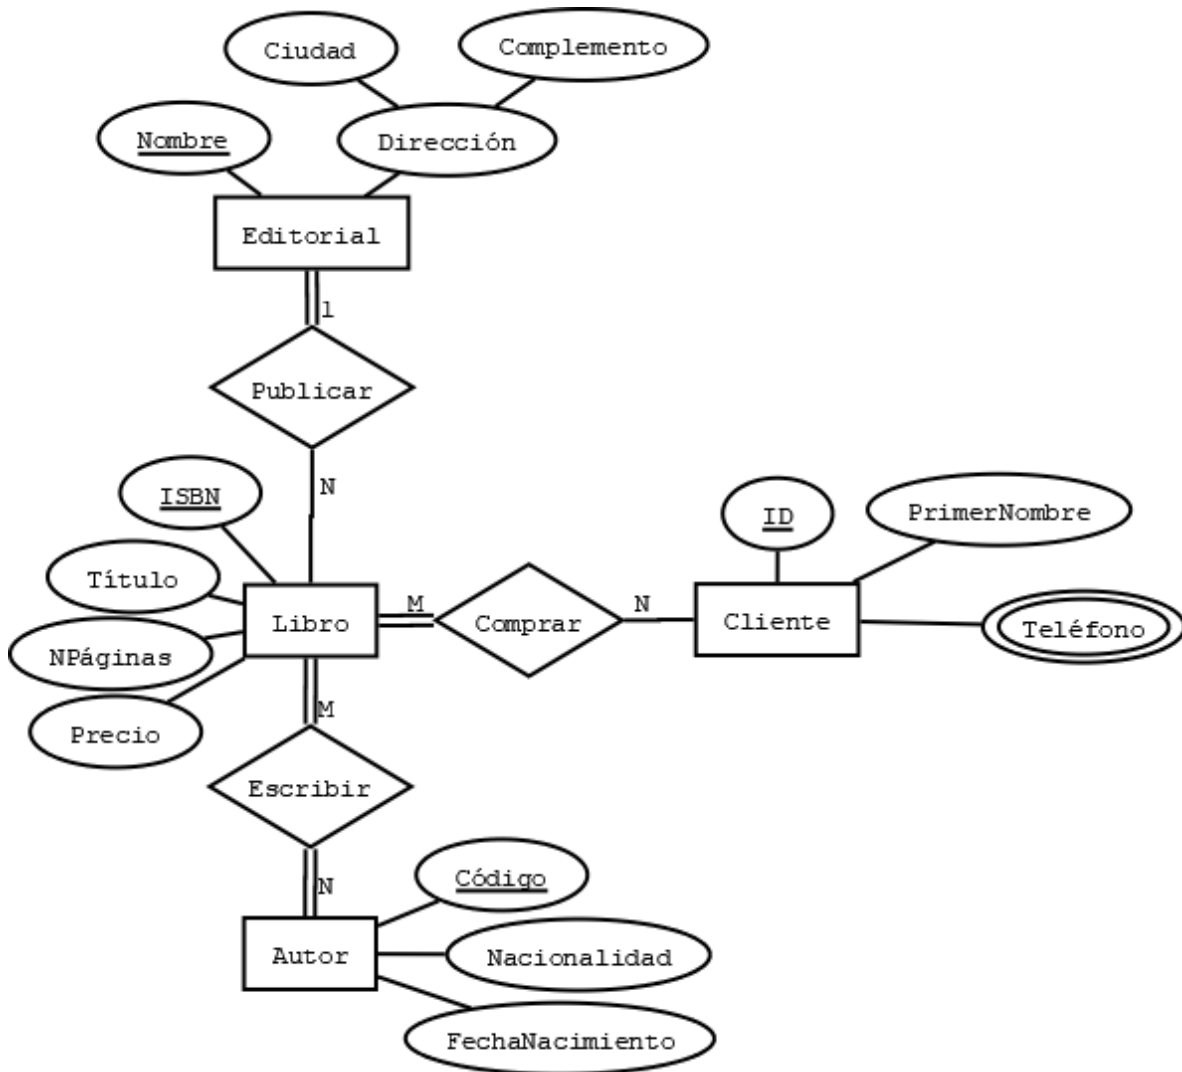 Ciudad
Complemento
Nombre
Dirección
Editorial
1
Publicar
N
ISBN
ID
PrimerNombre
Título
M
N
Libro
Comprar
Cliente
Teléfono
NPáginas
M
Precio
Escribir
Código
N
Autor
Nacionalidad
FechaNacimiento